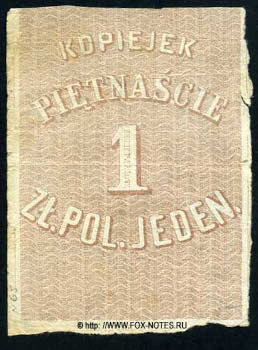 KOPIEJEK
PIĘTNAŚCIE
1
ZŁ. POL. JEDEN.
© http://WWW.FOX-NOTES.RU